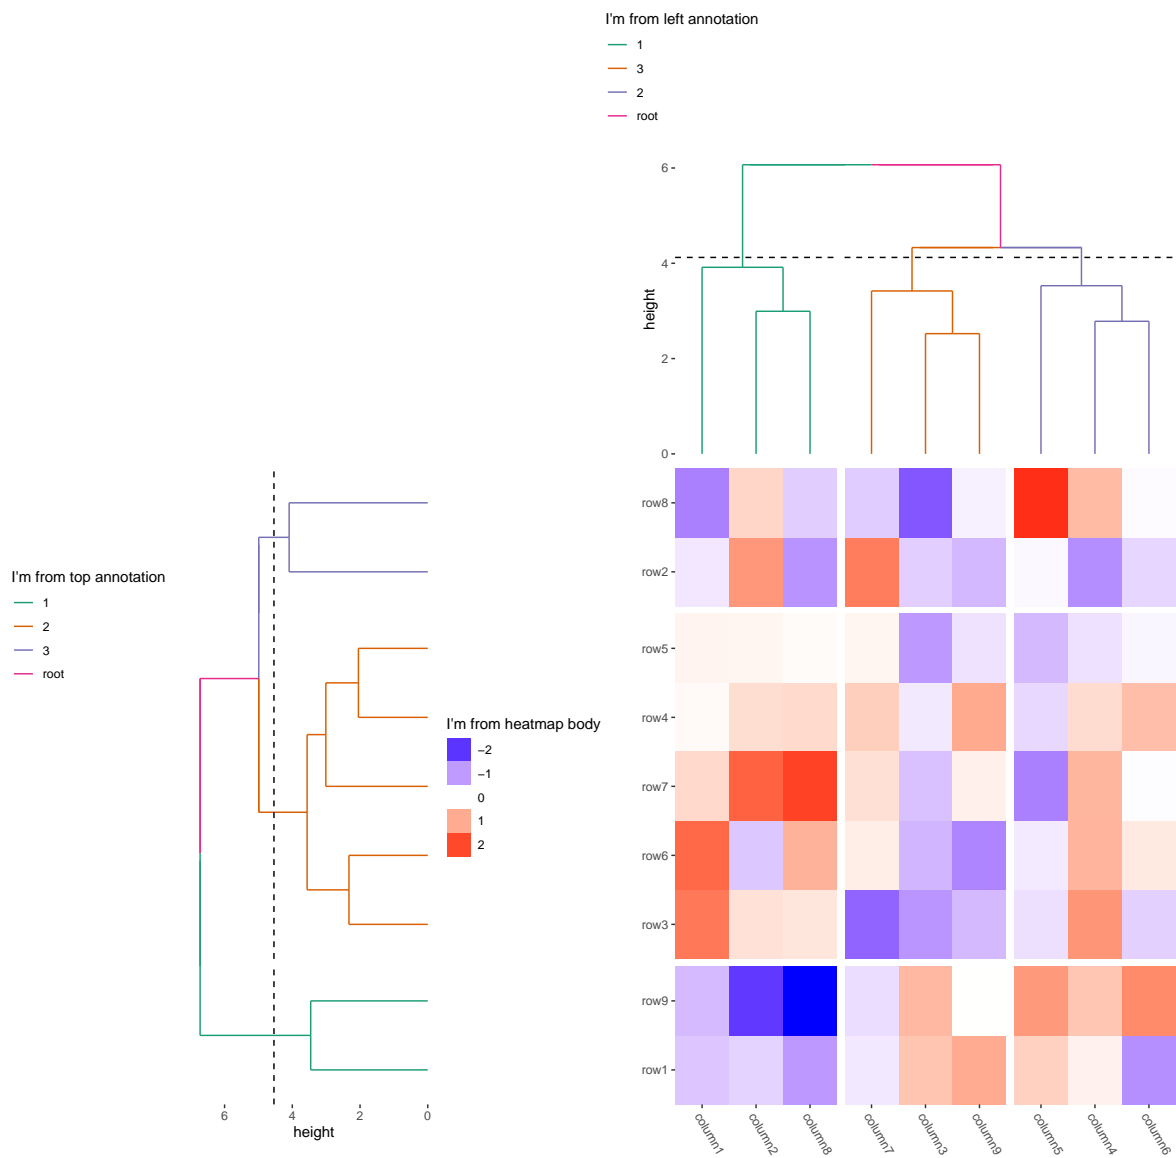 I'm from left annotation
1
3
2
root
6
4
2
0
height
I'm from top annotation
1
2
3
root
6
4
2
0
height
I'm from heatmap body
−2
−1
0
1
2
row8
row2
row5
row4
row7
row6
row3
row9
row1
column1
column2
column8
column7
column3
column9
column5
column4
column6